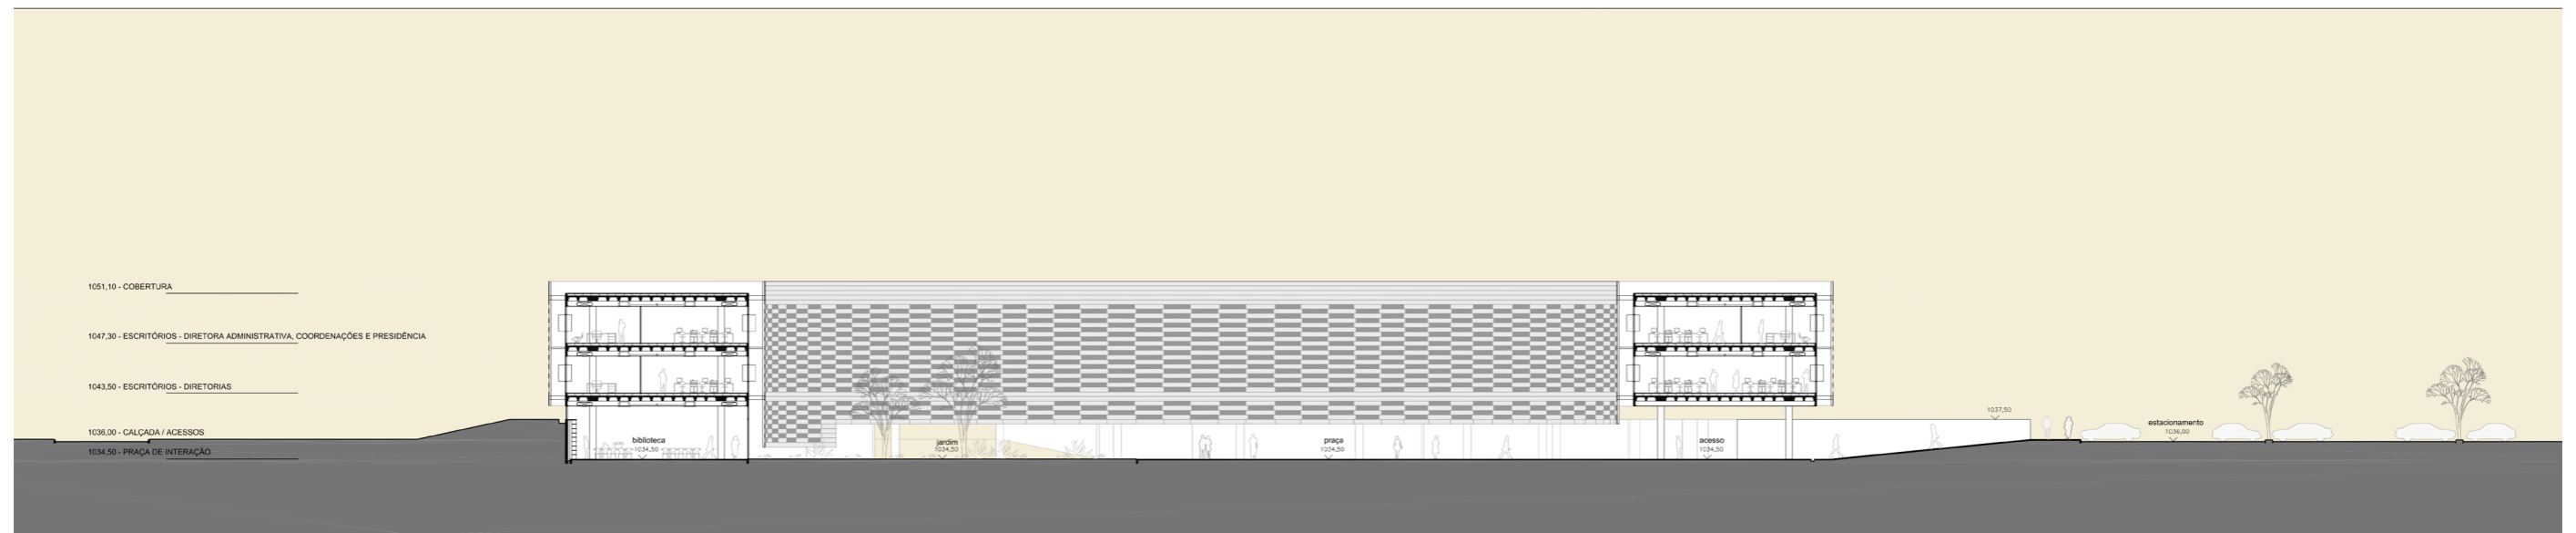 1051,10 - COBERTURA
1047,30 - ESCRITÓRIOS - DIRETORA ADMINISTRATIVA, COORDENAÇÕES E PRESIDÊNCIA
1043,50 - ESCRITÓRIOS - DIRETORIAS
1037,50
estacionamento
1036,00
1036,00 - CALÇADA / ACESSOS
biblioteca
1034,50
jardim
1034,50
praça
1034,50
acesso
1034,50
1034,50 - PRAÇA DE INTERAÇÃO